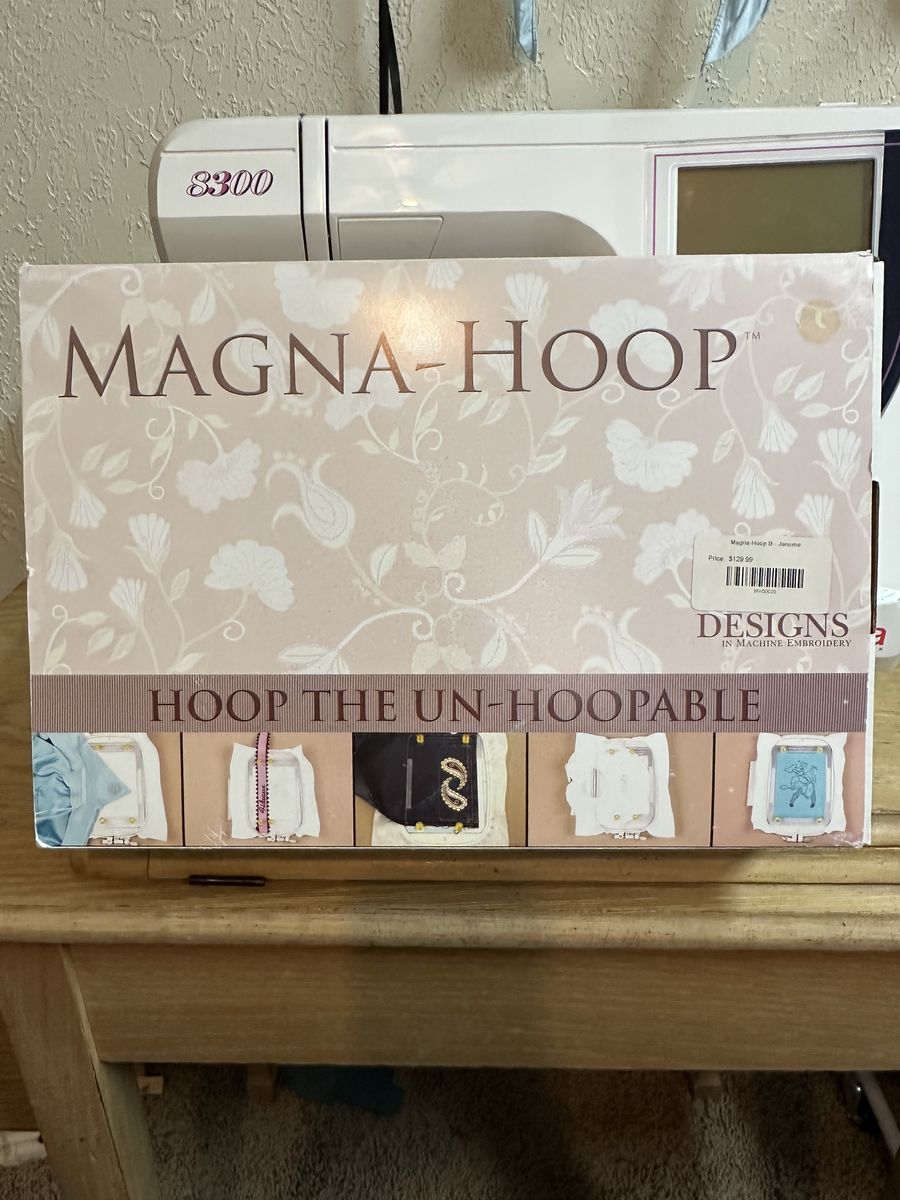 8300
MAGNA-HOOP™
Magna-Hoop B - Janome
Price: $129.99
DESIGNS
IN MACHINE EMBROIDERY
HOOP THE UN-HOOPABLE